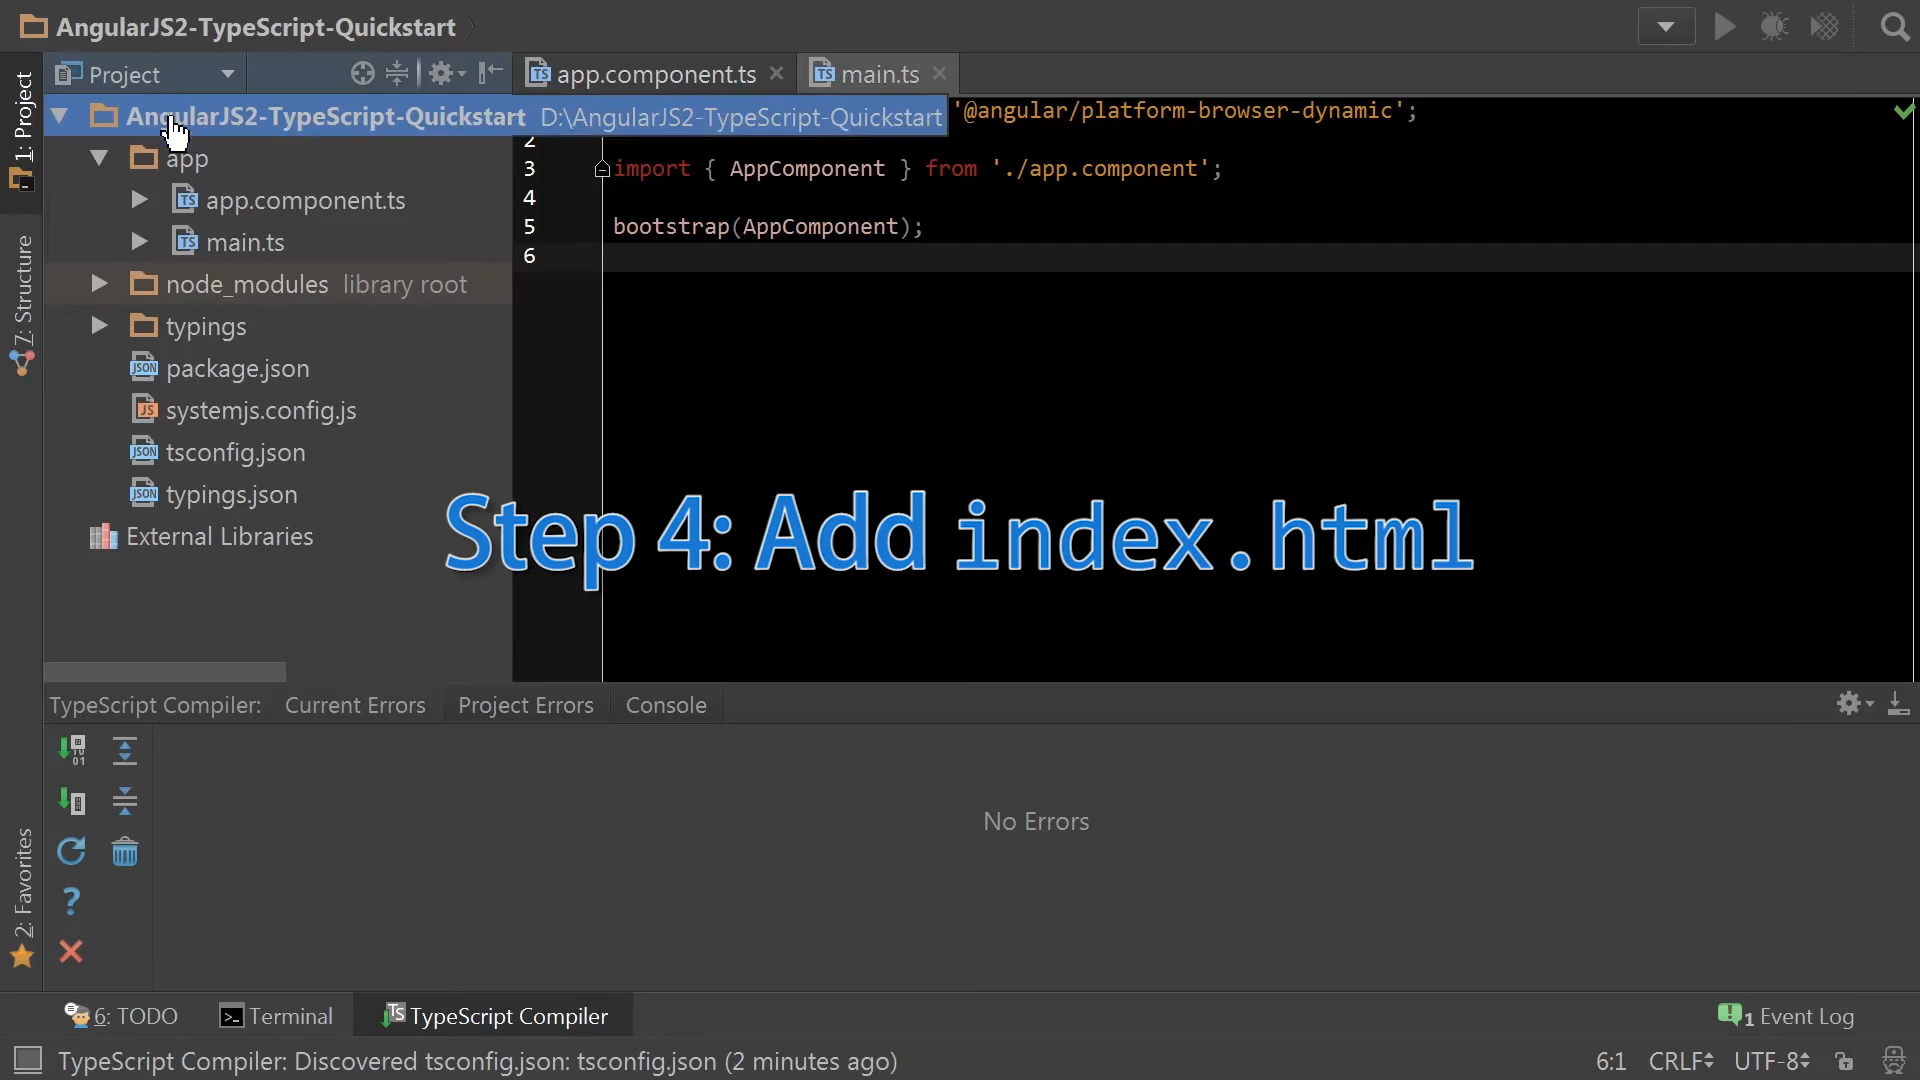 AngularJS2-TypeScript-Quickstart
1: Project
Project
app.component.ts
main.ts
AngularJS2-TypeScript-Quickstart D:\AngularJS2-TypeScript-Quickstart
'@angular/platform-browser-dynamic';
app
app.component.ts
main.ts
node_modules library root
typings
package.json
systemjs.config.js
tsconfig.json
typings.json
External Libraries
2
3 import { AppComponent } from './app.component';
4
5 bootstrap(AppComponent);
6
7: Structure
Step 4: Add index.html
TypeScript Compiler: Current Errors Project Errors Console
No Errors
2: Favorites
6: TODO Terminal TypeScript Compiler
1 Event Log
TypeScript Compiler: Discovered tsconfig.json: tsconfig.json (2 minutes ago)
6:1 CRLF UTF-8